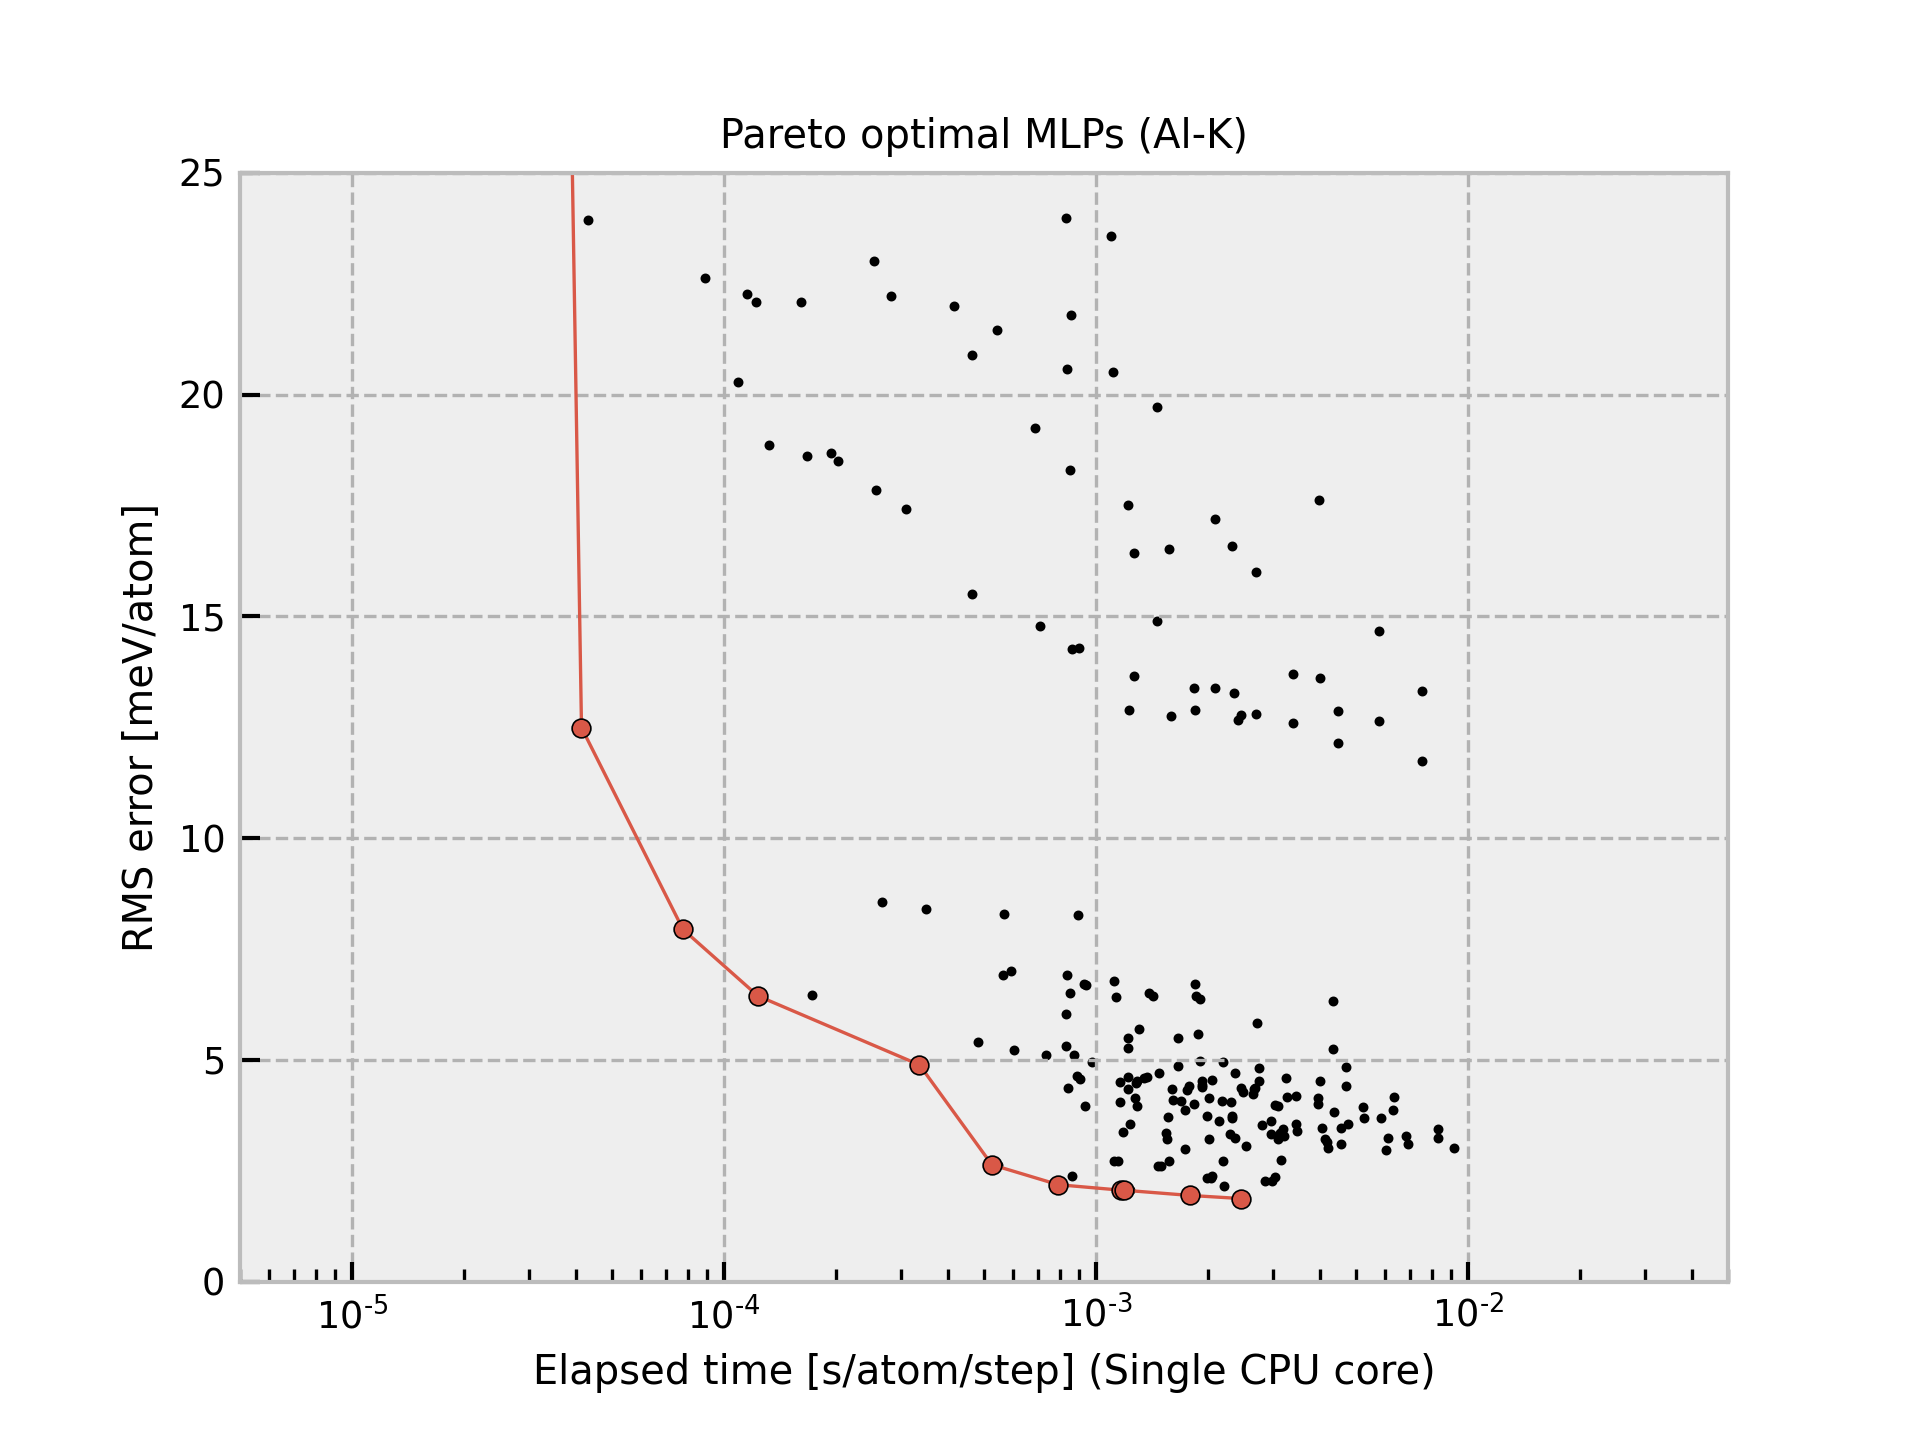 Pareto optimal MLPs (Al-K)
25
20
15
10
5
0
RMS error [meV/atom]
10-5 10-4 10-3 10-2
Elapsed time [s/atom/step] (Single CPU core)